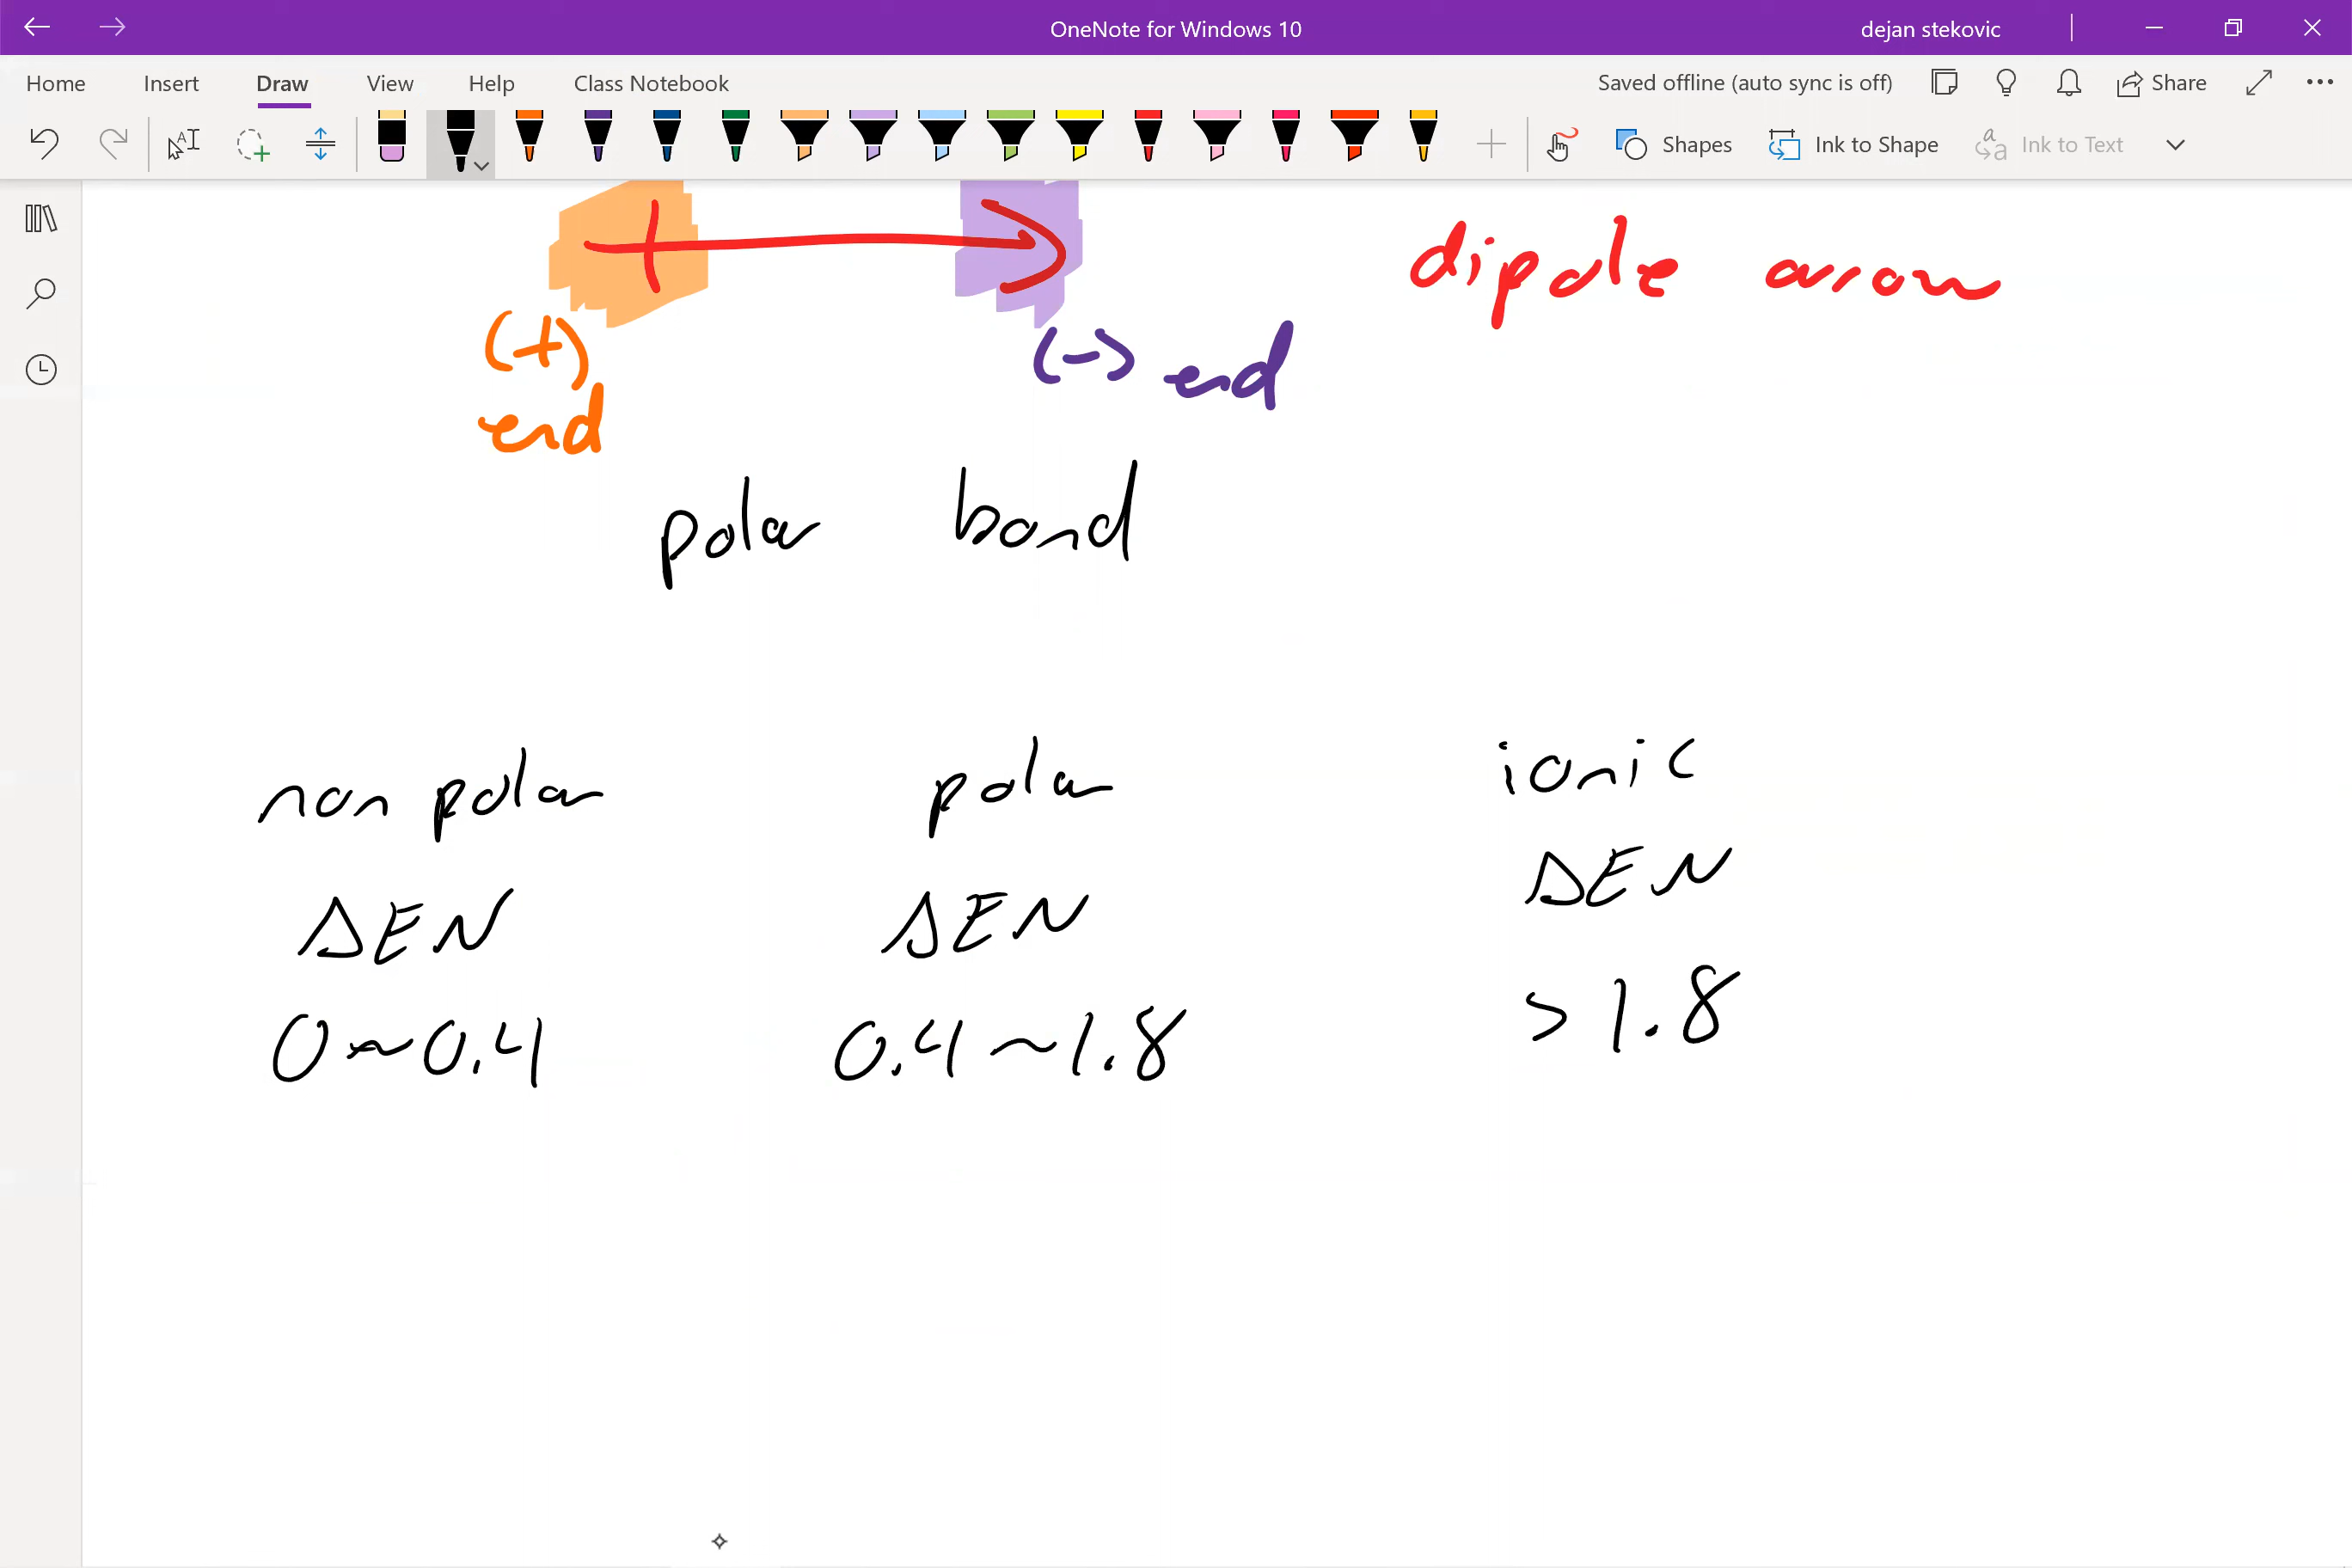 OneNote for Windows 10
dejan stekovic
Home Insert Draw View Help Class Notebook
Saved offline (auto sync is off) Share
Shapes Ink to Shape Ink to Text
dipole arrow
(+)
end
(-) end
polar bond
non polar polar ionic
ΔEN ΔEN ΔEN
0~0.4 0.4~1.8 >1.8